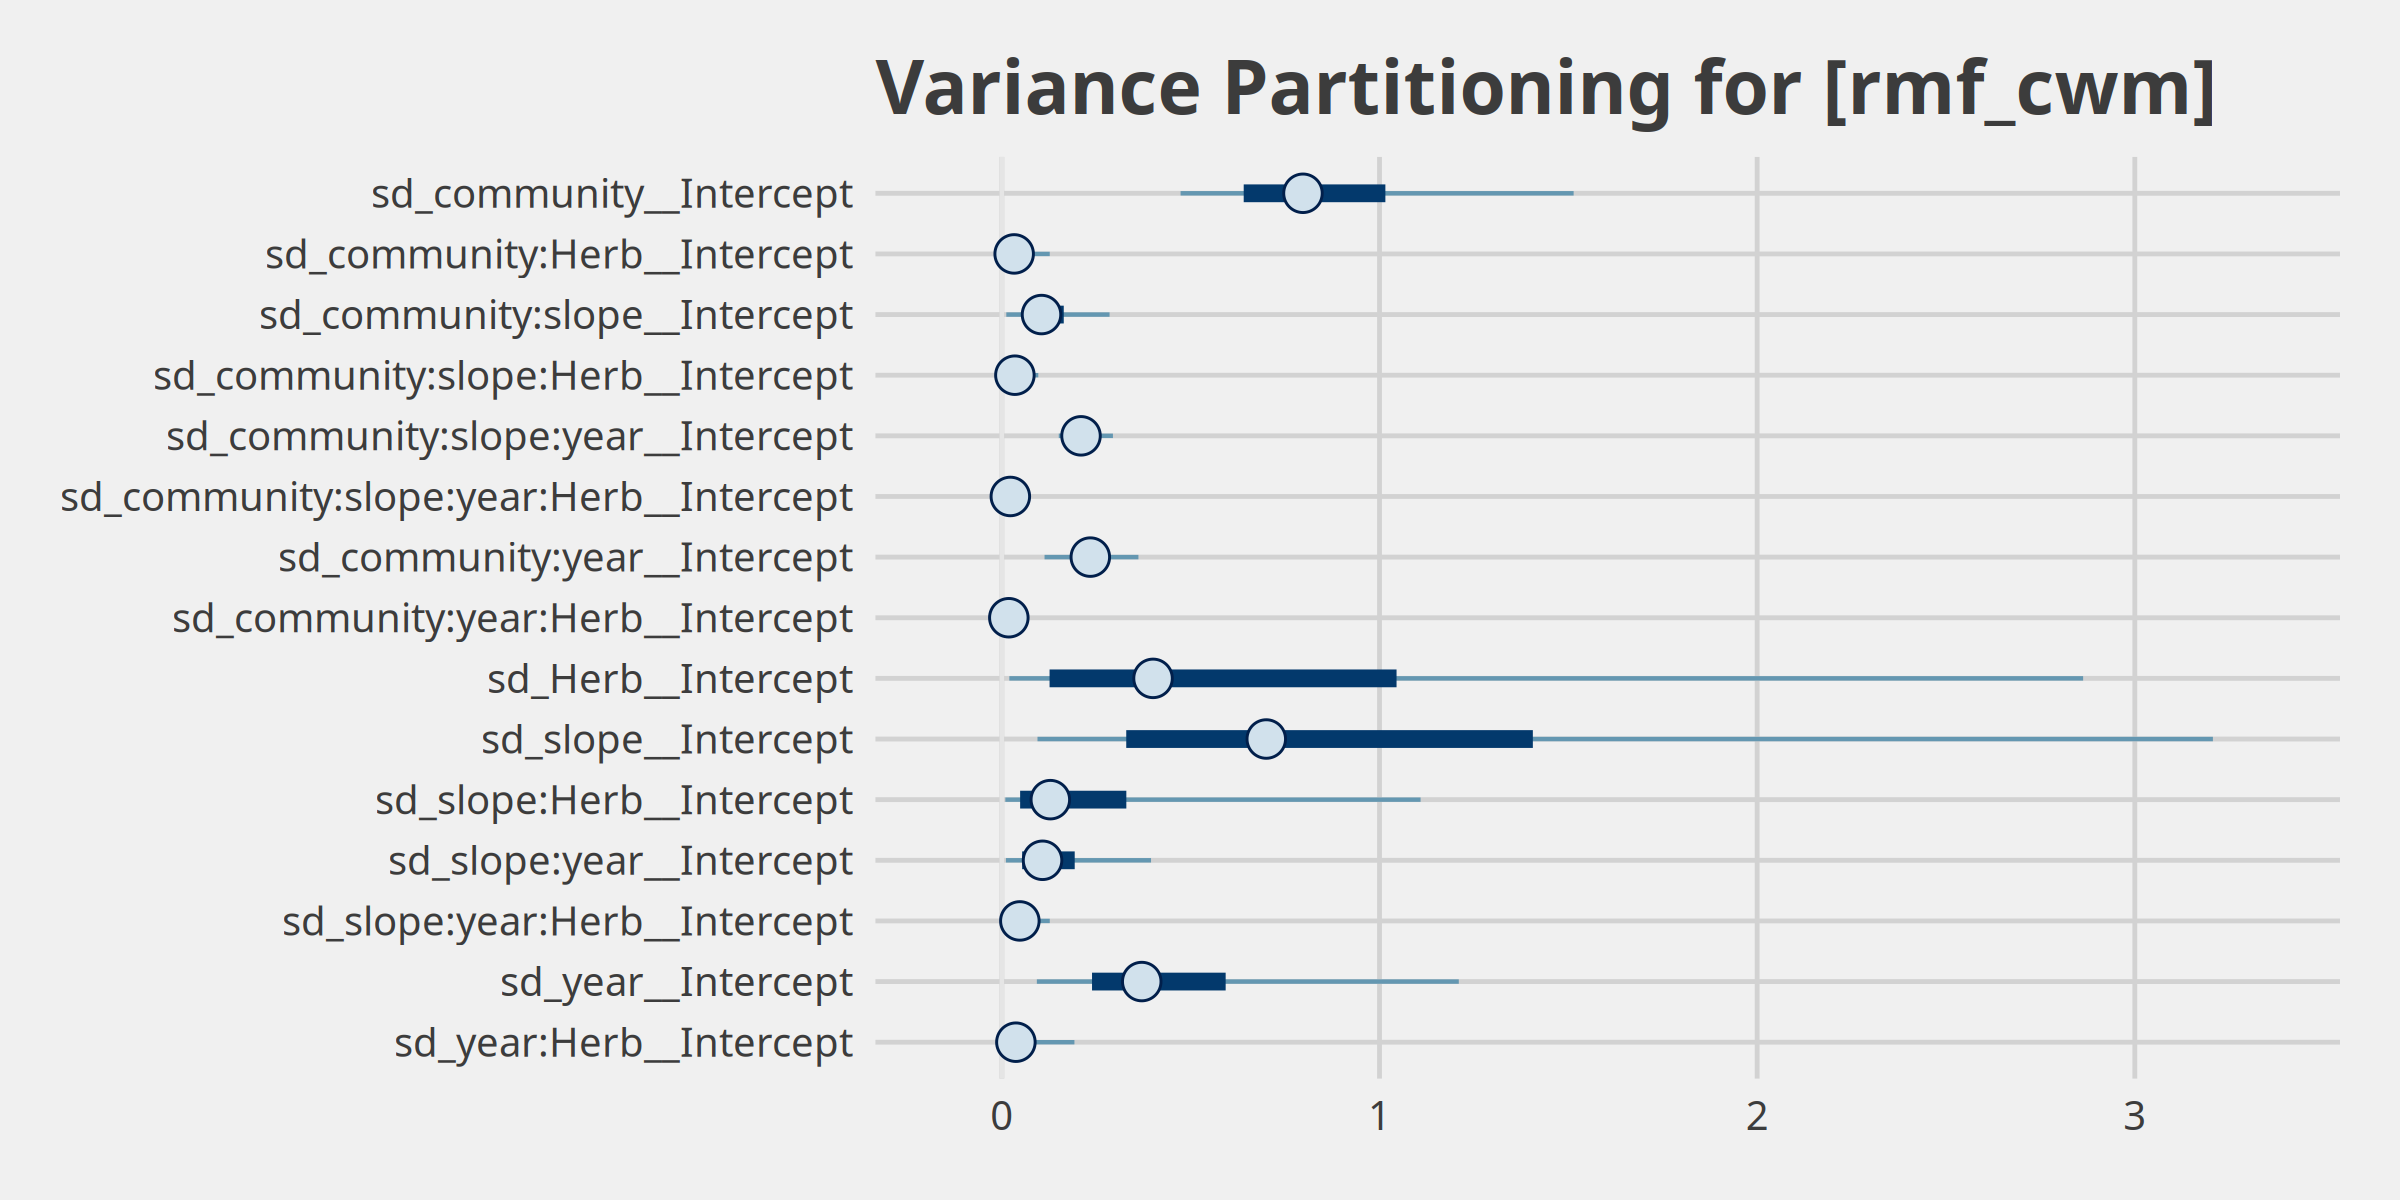 Variance Partitioning for [rmf_cwm]
sd_community__Intercept
sd_community:Herb__Intercept
sd_community:slope__Intercept
sd_community:slope:Herb__Intercept
sd_community:slope:year__Intercept
sd_community:slope:year:Herb__Intercept
sd_community:year__Intercept
sd_community:year:Herb__Intercept
sd_Herb__Intercept
sd_slope__Intercept
sd_slope:Herb__Intercept
sd_slope:year__Intercept
sd_slope:year:Herb__Intercept
sd_year__Intercept
sd_year:Herb__Intercept
0 1 2 3